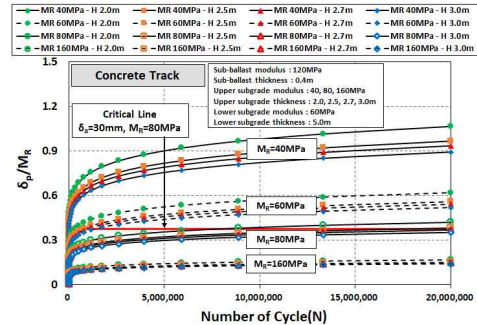 MR 40MPa - H 2.0m MR 40MPa - H 2.5m MR 40MPa - H 2.7m MR 40MPa - H 3.0m
MR 60MPa - H 2.0m MR 60MPa - H 2.5m MR 60MPa - H 2.7m MR 60MPa - H 3.0m
MR 80MPa - H 2.0m MR 80MPa - H 2.5m MR 80MPa - H 2.7m MR 80MPa - H 3.0m
MR 160MPa - H 2.0m MR 160MPa - H 2.5m MR 160MPa - H 2.7m MR 160MPa - H 3.0m
Concrete Track
Sub-ballast modulus : 120MPa
Sub-ballast thickness : 0.4m
Upper subgrade modulus : 40, 80, 160MPa
Upper subgrade thickness : 2.0, 2.5, 2.7, 3.0m
Lower subgrade modulus : 60MPa
Lower subgrade thickness : 5.0m
Critical Line
δₚ=30mm, M_R=80MPa
M_R=40MPa
M_R=60MPa
M_R=80MPa
M_R=160MPa
δₚ/M_R
1.5
1.2
0.9
0.6
0.3
0
0 5,000,000 10,000,000 15,000,000 20,000,000
Number of Cycle(N)